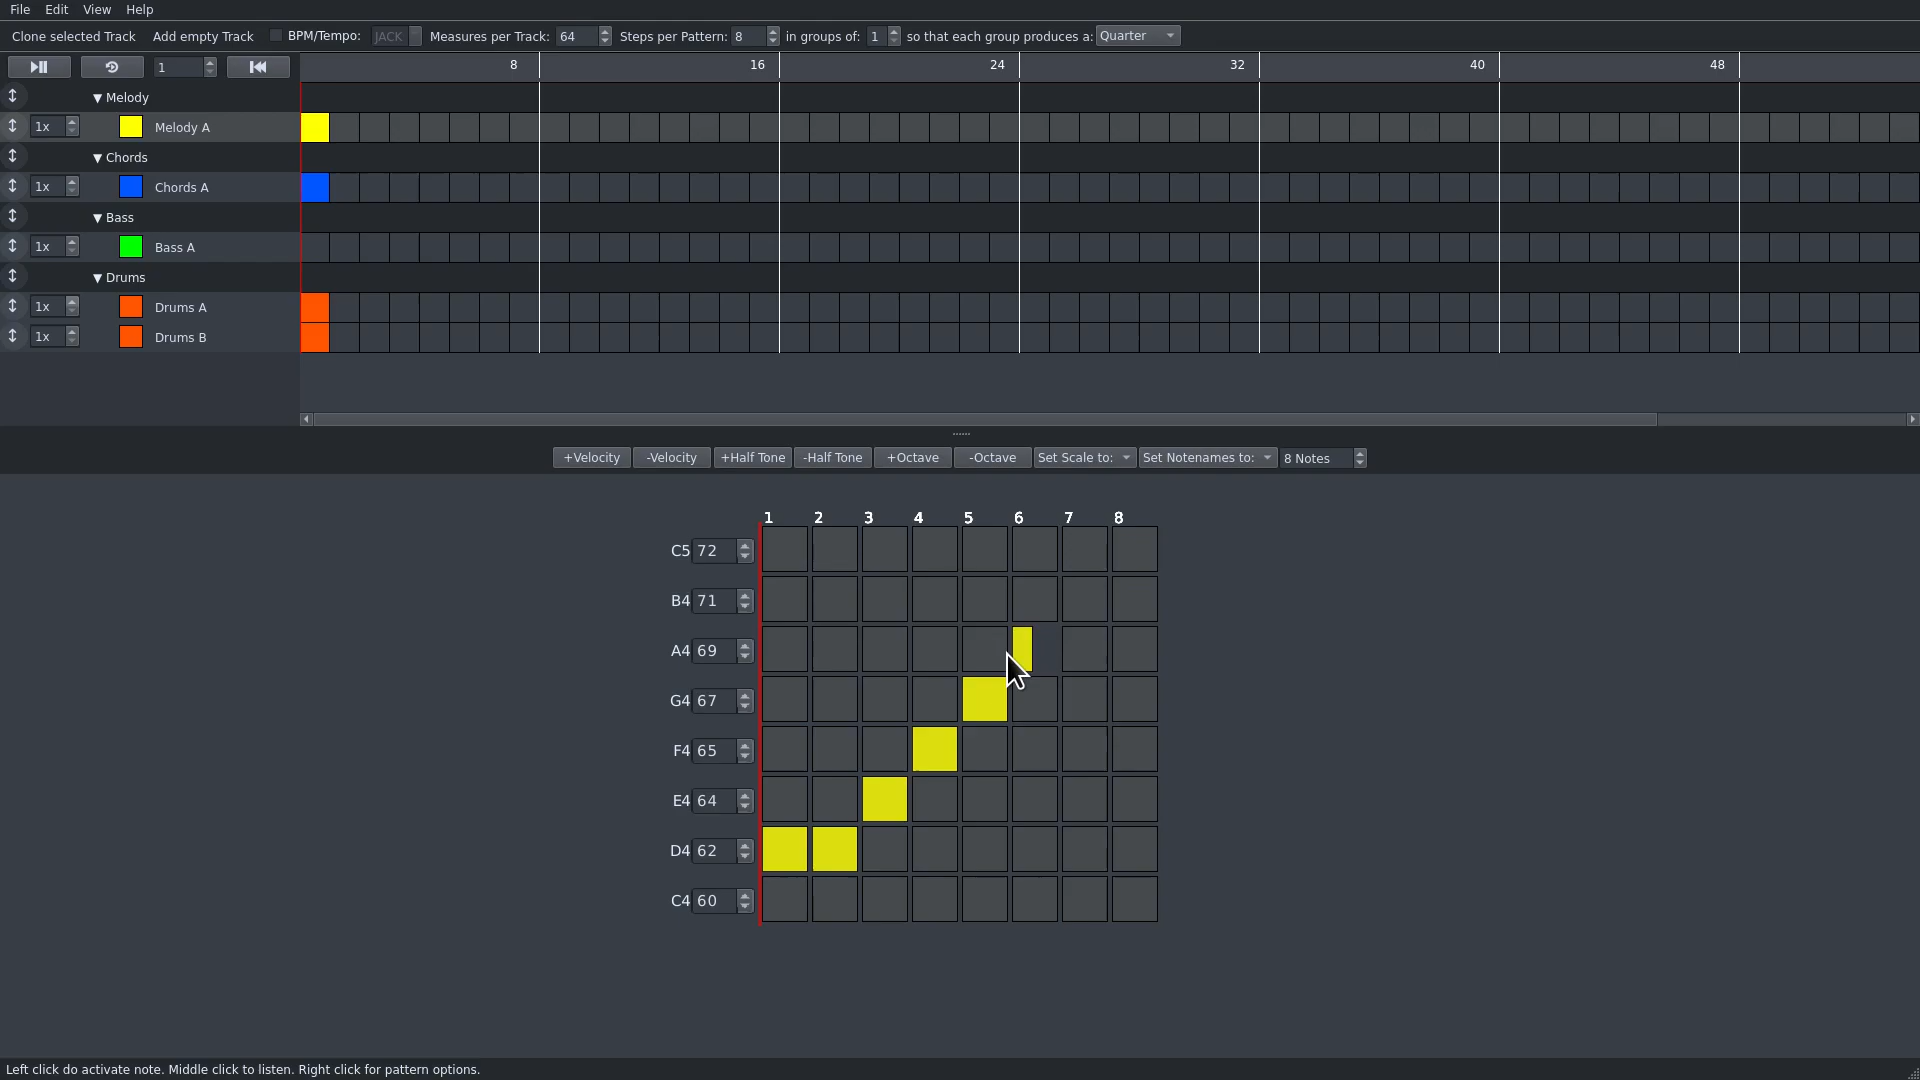 File Edit View Help
Clone selected Track Add empty Track BPM/Tempo: JACK Measures per Track: 64 Steps per Pattern: 8 in groups of: 1 so that each group produces a: Quarter
1 8 16 24 32 40 48
▼ Melody
1x Melody A
▼ Chords
1x Chords A
▼ Bass
1x Bass A
▼ Drums
1x Drums A
1x Drums B
+Velocity -Velocity +Half Tone -Half Tone +Octave -Octave Set Scale to: Set Notenames to: 8 Notes
1 2 3 4 5 6 7 8
C5 72
B4 71
A4 69
G4 67
F4 65
E4 64
D4 62
C4 60
Left click do activate note. Middle click to listen. Right click for pattern options.